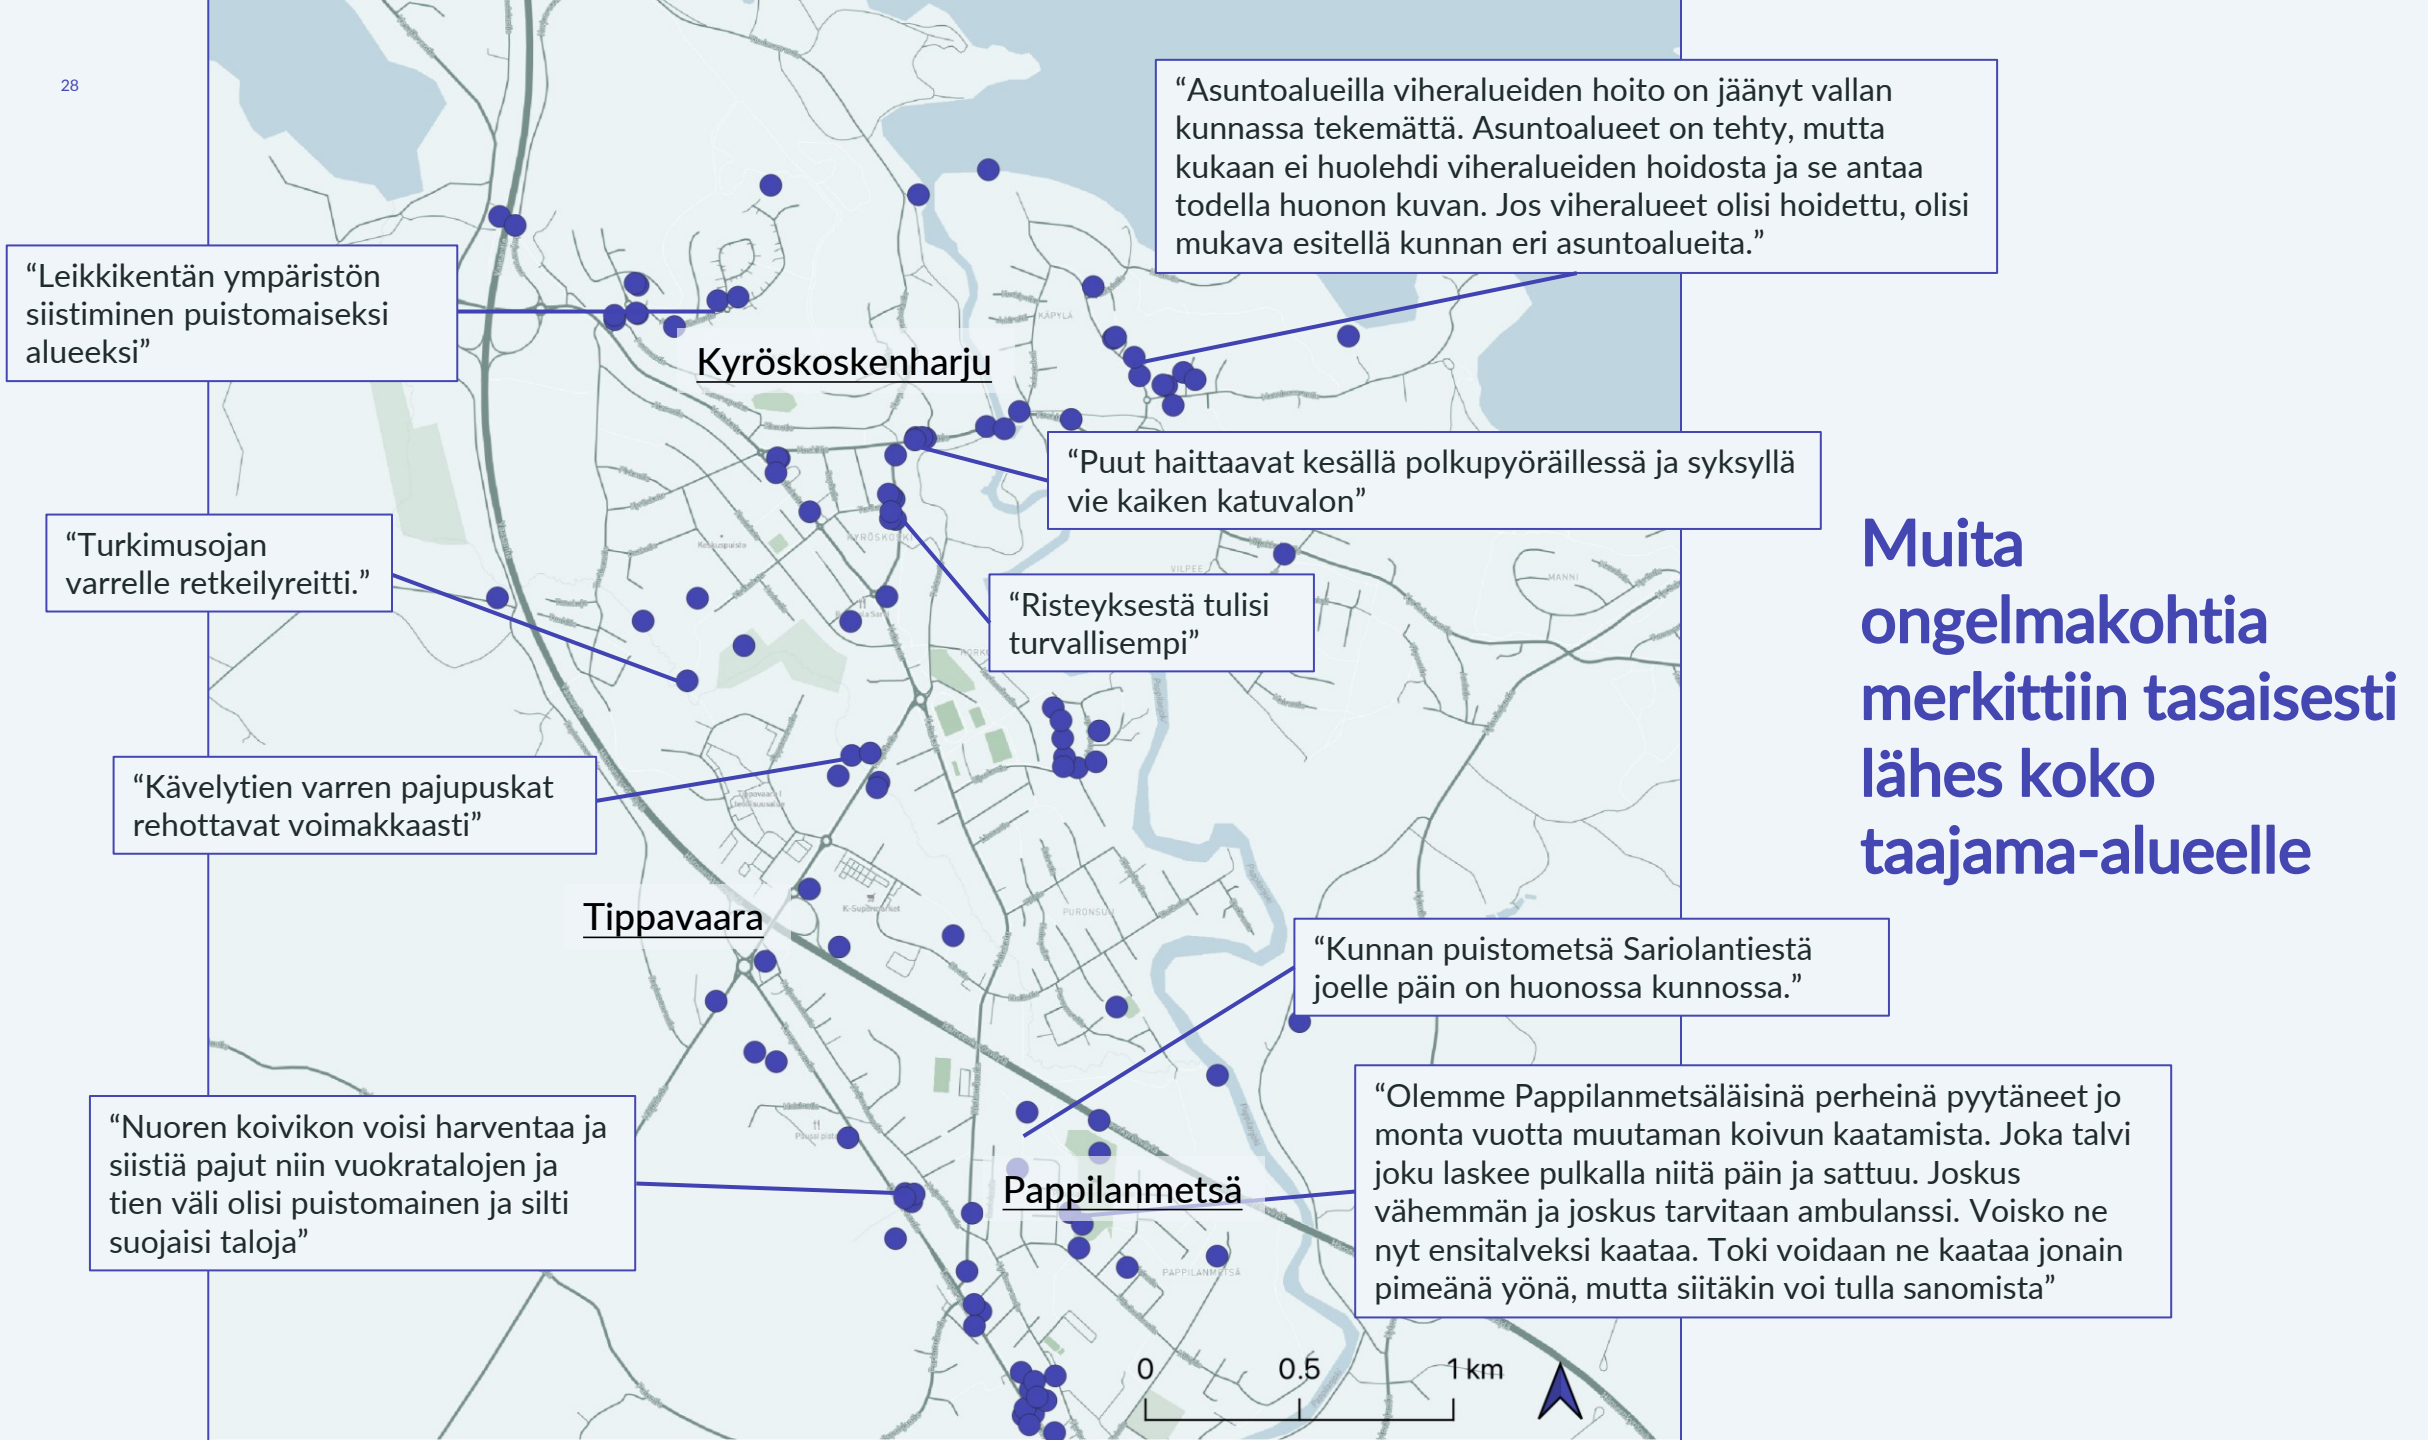 28
“Asuntoalueilla viheralueiden hoito on jäänyt vallan
kunnassa tekemättä. Asuntoalueet on tehty, mutta
kukaan ei huolehdi viheralueiden hoidosta ja se antaa
todella huonon kuvan. Jos viheralueet olisi hoidettu, olisi
mukava esitellä kunnan eri asuntoalueita.”
“Leikkikentän ympäristön
siistiminen puistomaiseksi
alueeksi”
KÄPYLÄ
Kyröskoskenharju
“Puut haittaavat kesällä polkupyöräillessä ja syksyllä
vie kaiken katuvalon”
“Turkimusojan
varrelle retkeilyreitti.”
Keskuspuisto
VILPEE
MANNI
“Risteyksestä tulisi
turvallisempi”
Muita
ongelmakohtia
merkittiin tasaisesti
lähes koko
taajama-alueelle
“Kävelytien varren pajupuskat
rehottavat voimakkaasti”
Tippavaara
K-Supermarket
“Kunnan puistometsä Sariolantiestä
joelle päin on huonossa kunnossa.”
“Nuoren koivikon voisi harventaa ja
siistiä pajut niin vuokratalojen ja
tien väli olisi puistomainen ja silti
suojaisi taloja”
Pappilanmetsä
PAPPILANMETSÄ
“Olemme Pappilanmetsäläisinä perheinä pyytäneet jo
monta vuotta muutaman koivun kaatamista. Joka talvi
joku laskee pulkalla niitä päin ja sattuu. Joskus
vähemmän ja joskus tarvitaan ambulanssi. Voisko ne
nyt ensitalveksi kaataa. Toki voidaan ne kaataa jonain
pimeänä yönä, mutta siitäkin voi tulla sanomista”
0 0.5 1 km